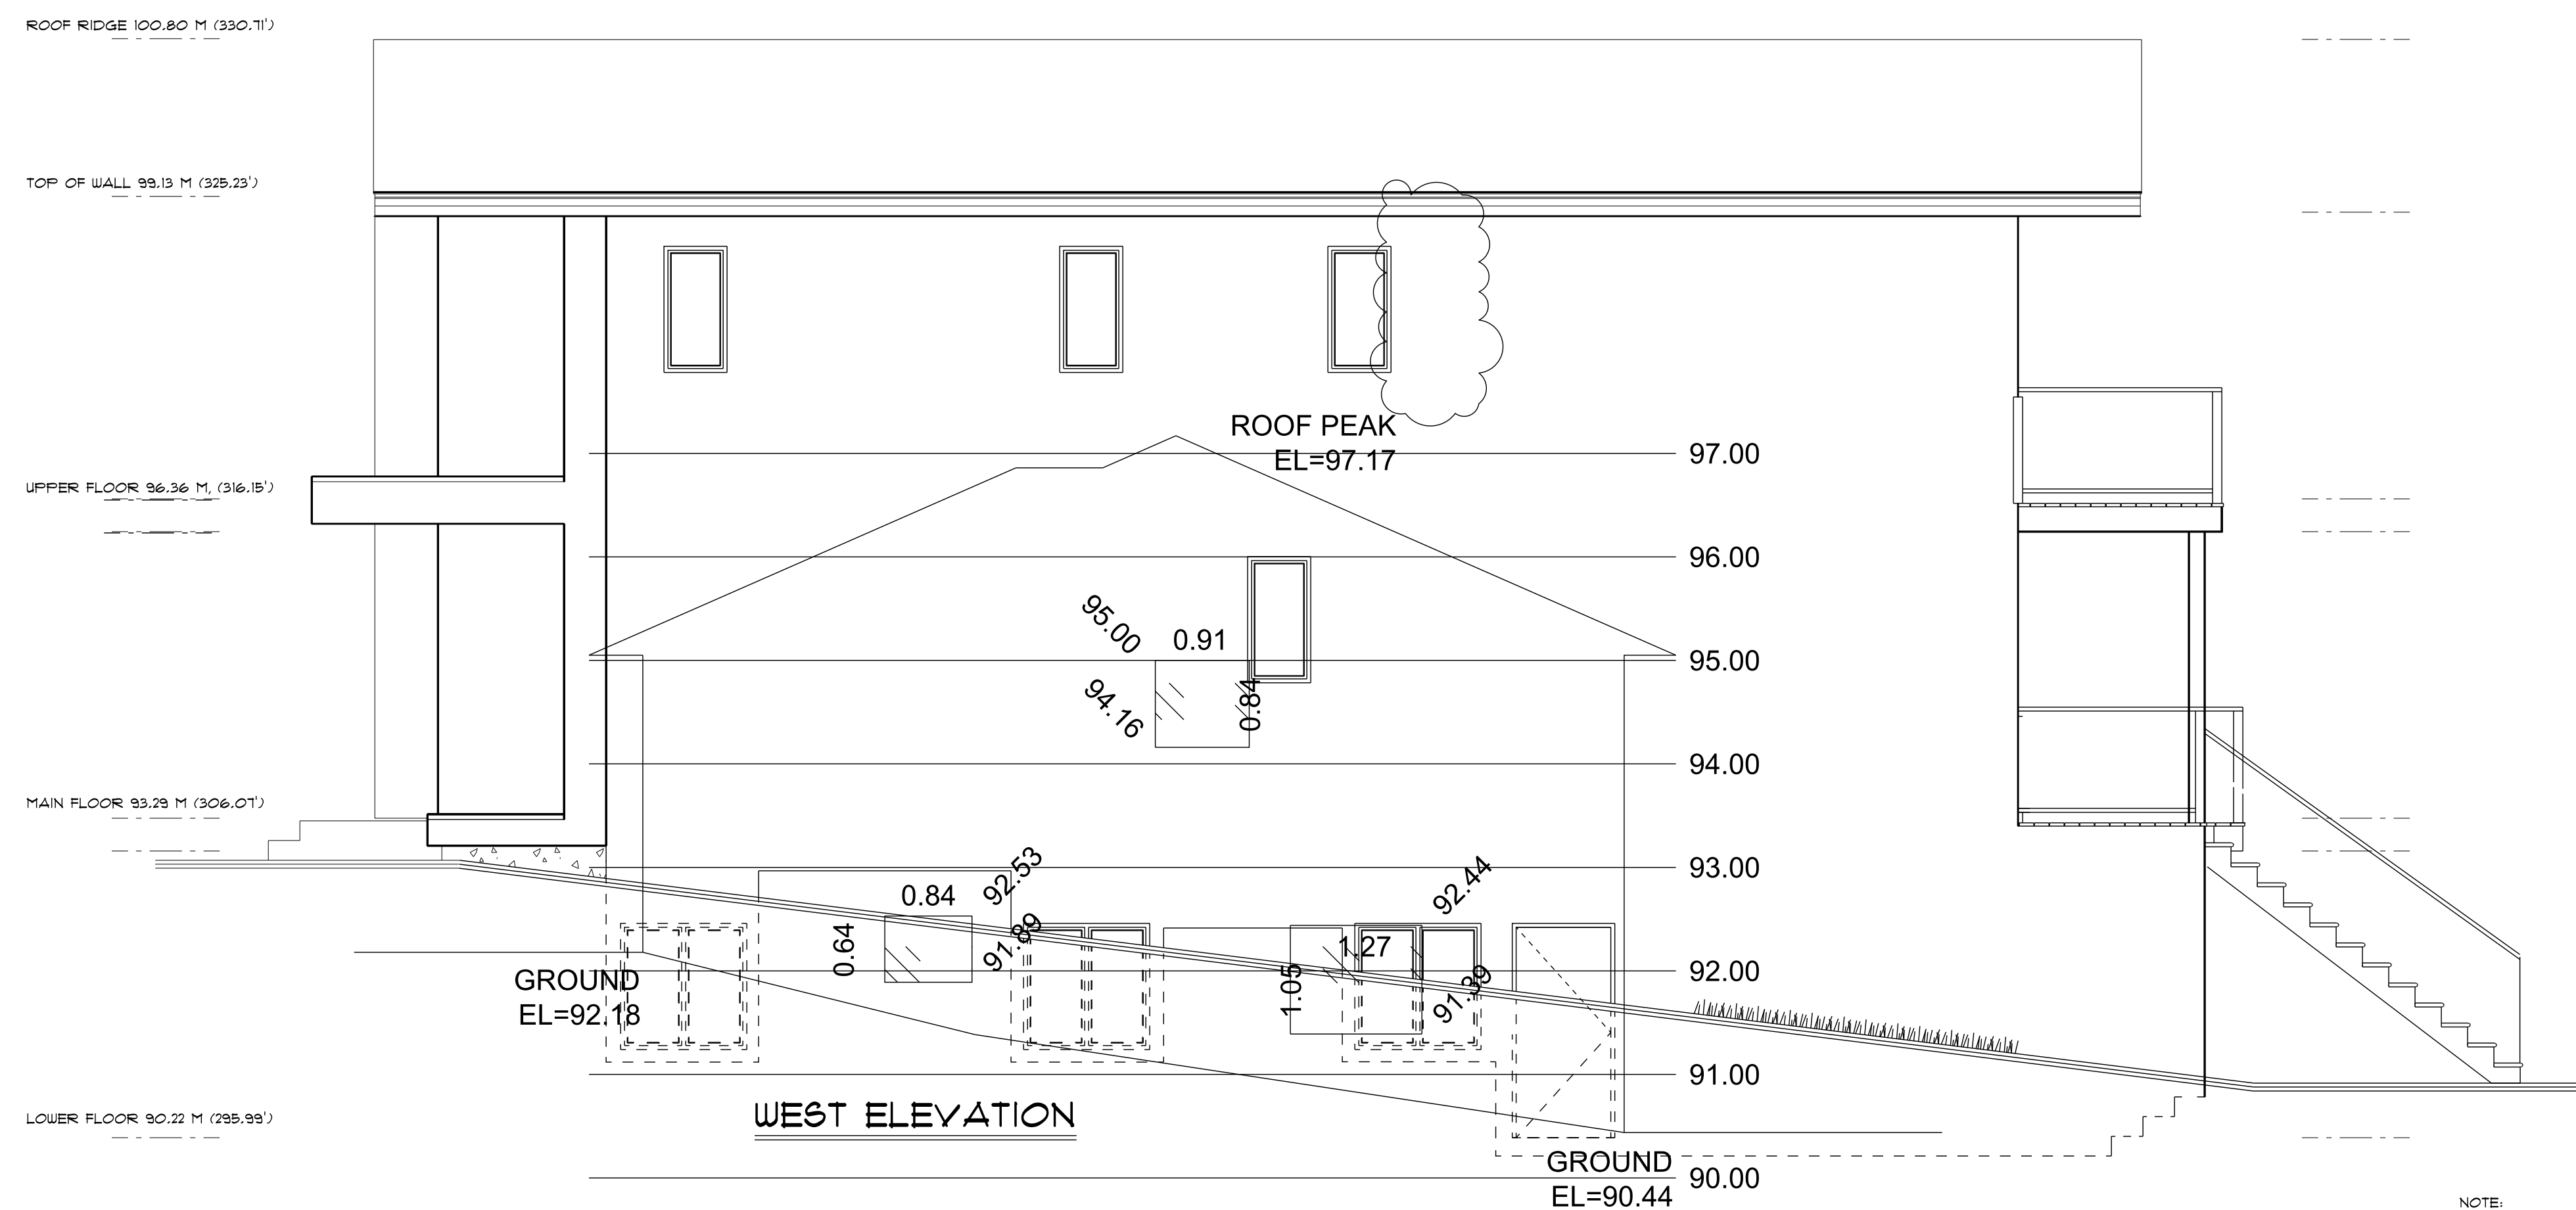 ROOF RIDGE 100.80 M (330.71')
TOP OF WALL 99.13 M (325.23')
ROOF PEAK
EL=97.17
97.00
UPPER FLOOR 96.36 M, (316.15')
96.00
95.00
0.91
95.00
94.16
0.84
94.00
MAIN FLOOR 93.29 M (306.07')
93.00
92.53
0.84
92.44
0.64
91.89
1.27
92.00
GROUND
EL=92.18
1.05
91.39
91.00
WEST ELEVATION
LOWER FLOOR 90.22 M (295.99')
GROUND
EL=90.44
90.00
NOTE: